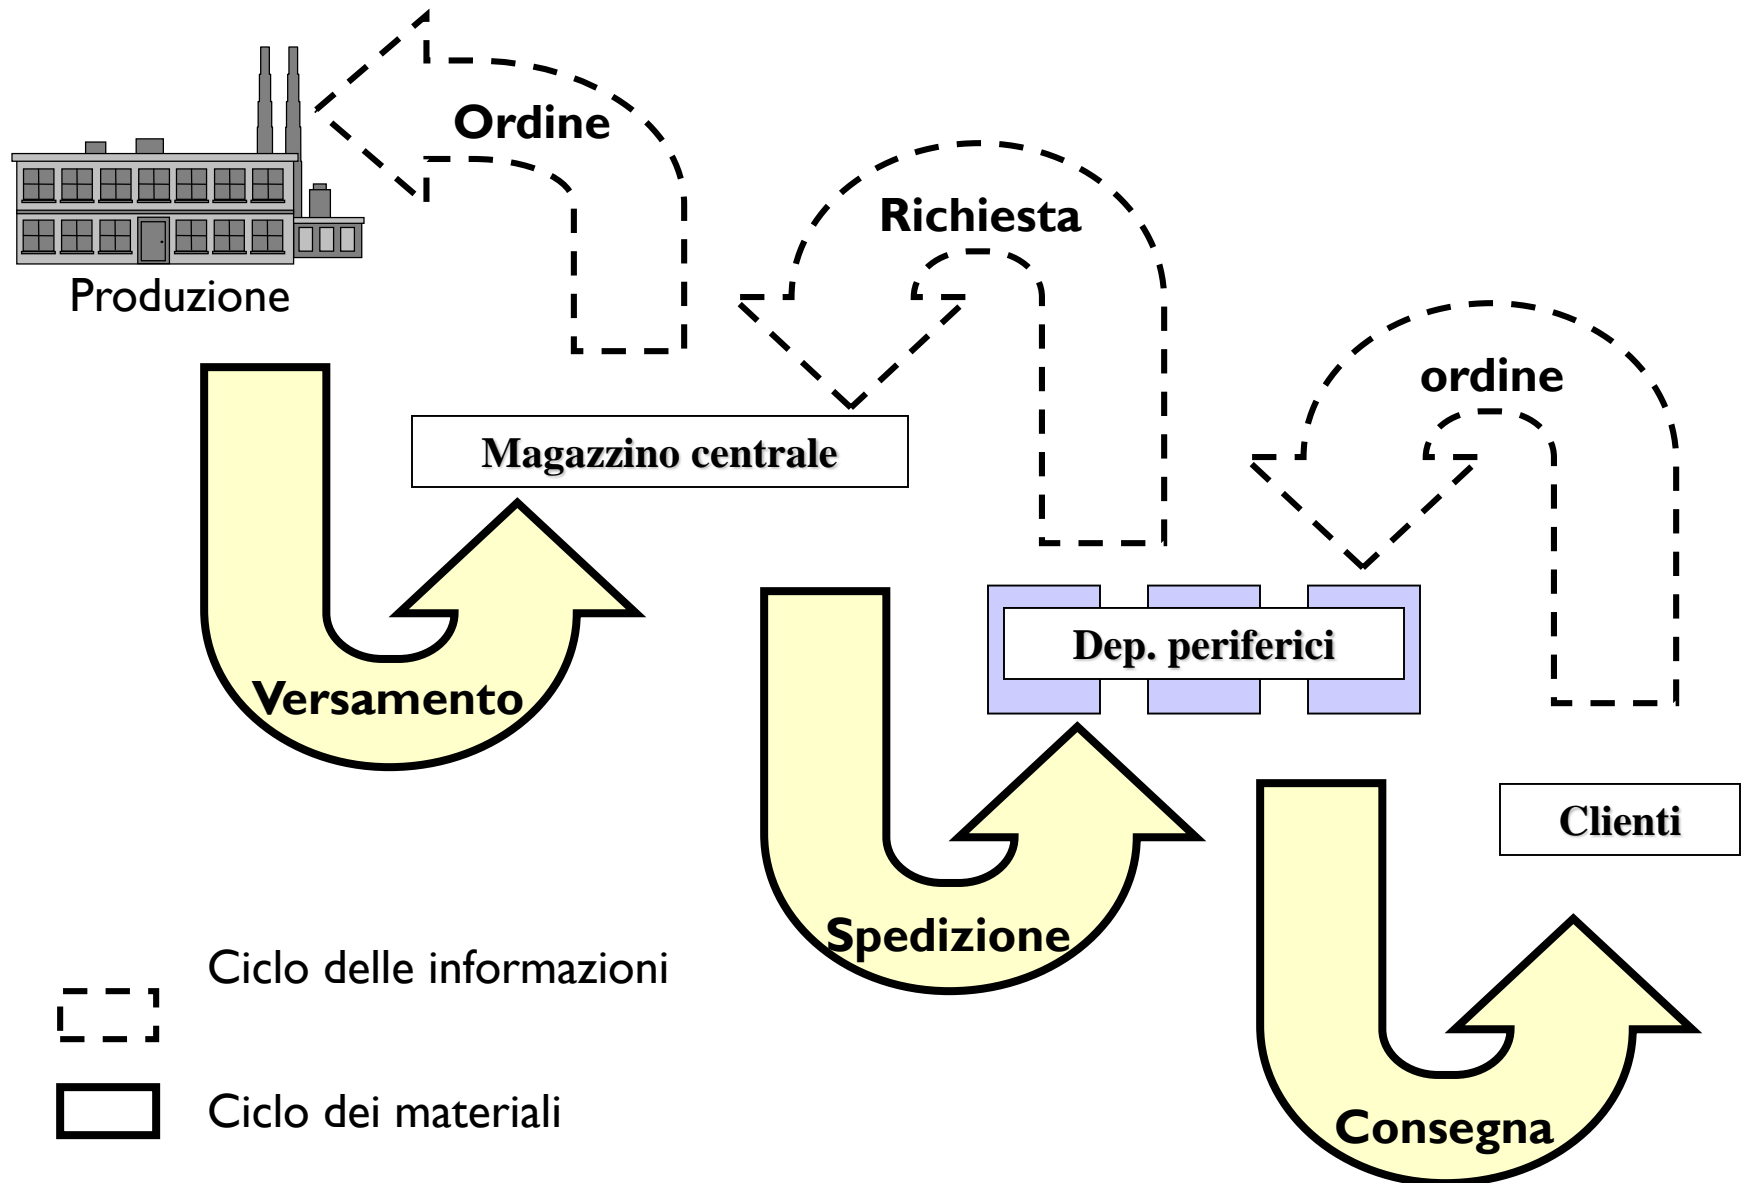 Ordine
Richiesta
Produzione
ordine
Magazzino centrale
Dep. periferici
Versamento
Clienti
Spedizione
Ciclo delle informazioni
Ciclo dei materiali
Consegna